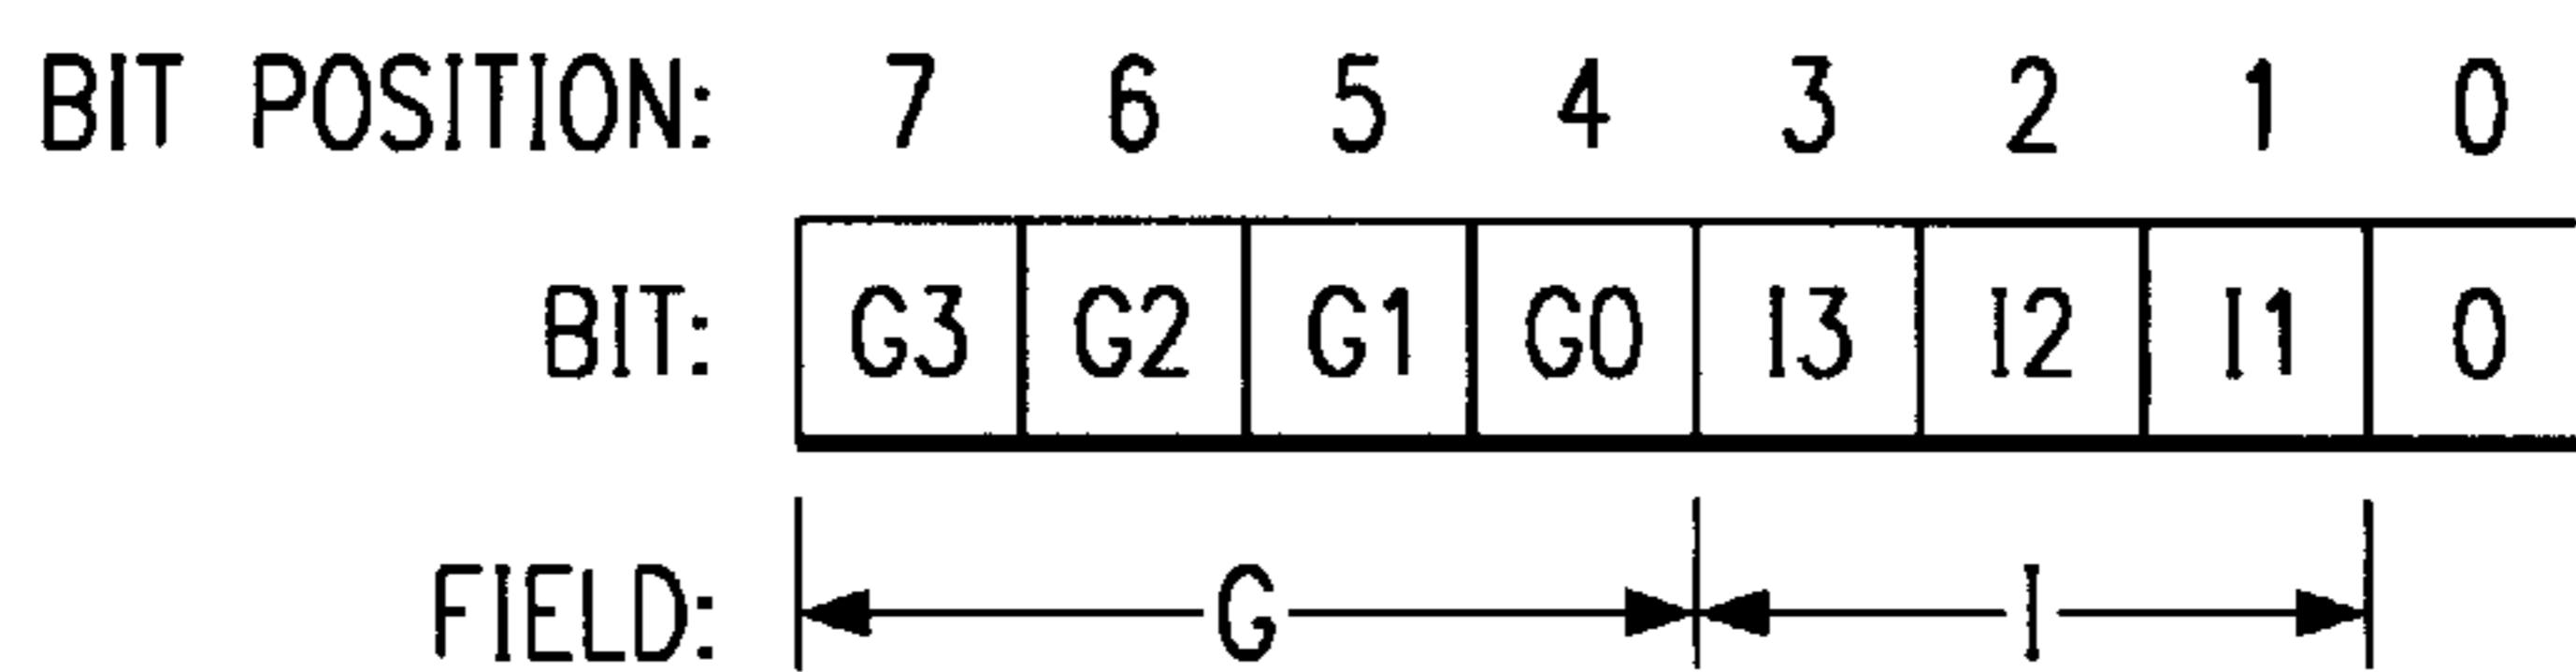 BIT POSITION: 7 6 5 4 3 2 1 0
BIT: G3 G2 G1 G0 I3 I2 I1 0
FIELD: G I